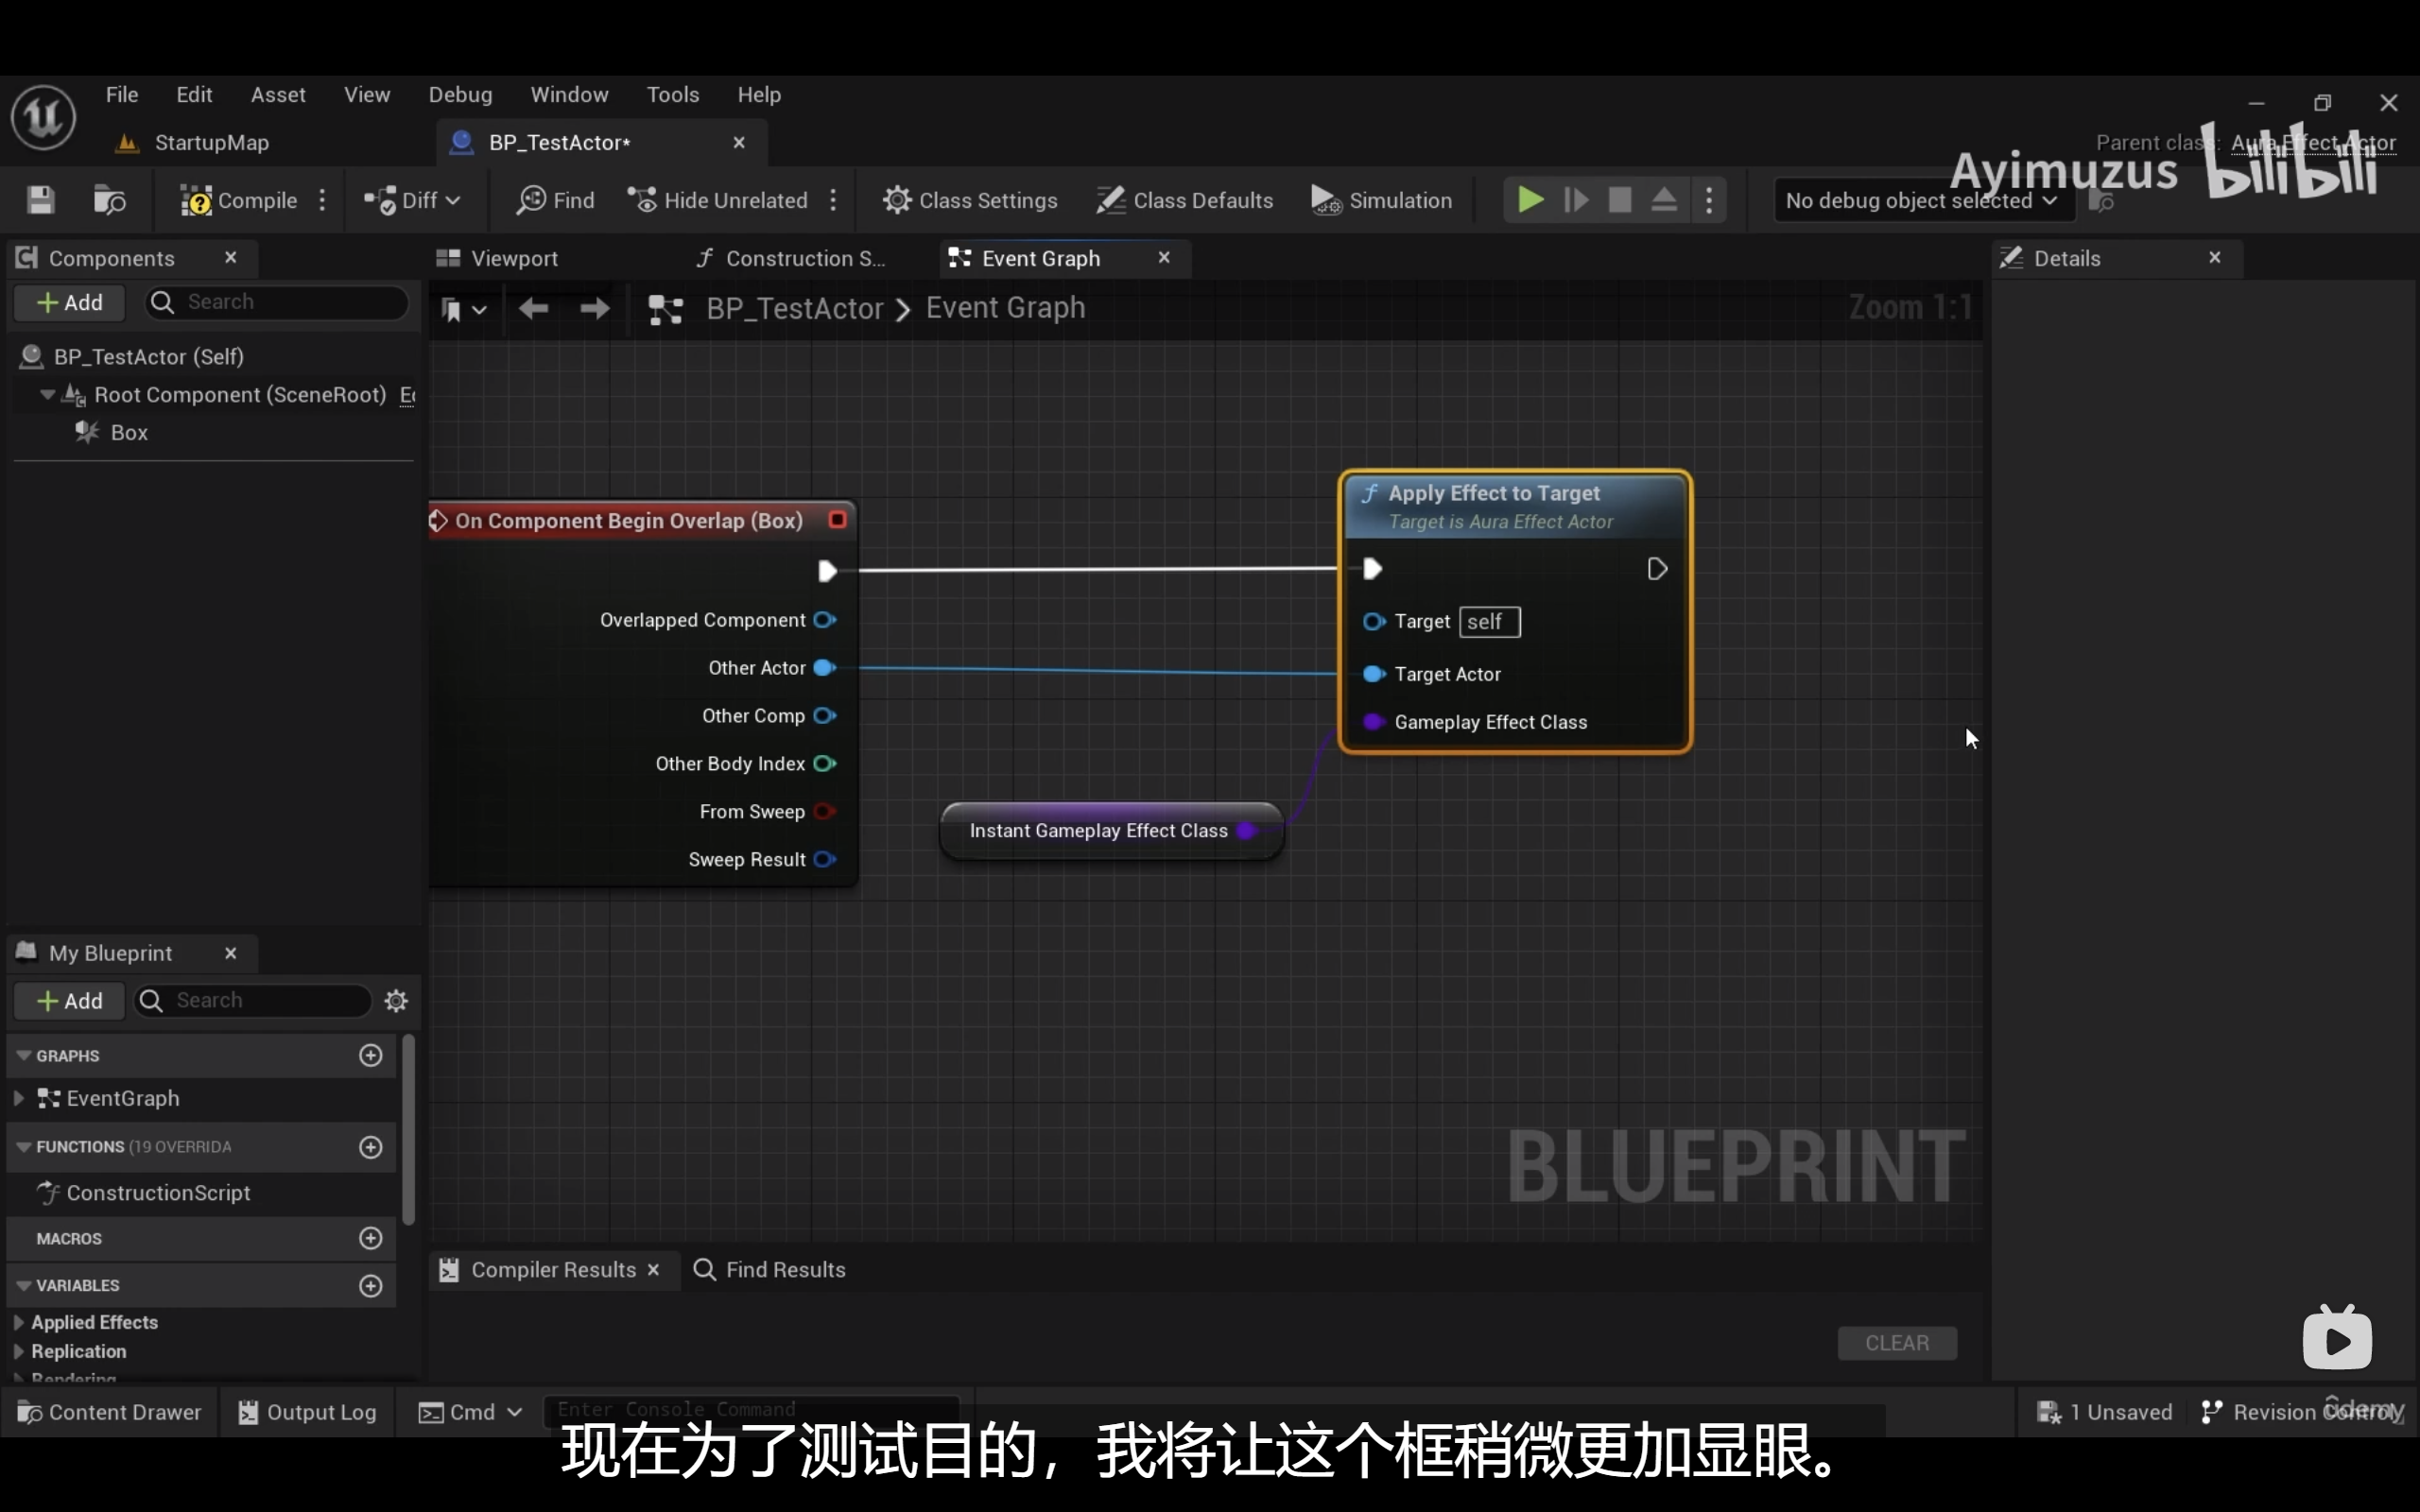 File Edit Asset View Debug Window Tools Help
StartupMap
BP_TestActor*
Parent class: Aura Effect Actor
Ayimuzus bilibili
Compile
Diff
Find
Hide Unrelated
Class Settings
Class Defaults
Simulation
No debug object selected
Components
Viewport
Construction S...
Event Graph
Details
Add
Search
BP_TestActor > Event Graph
Zoom 1:1
BP_TestActor (Self)
Root Component (SceneRoot)
Box
On Component Begin Overlap (Box)
Overlapped Component
Other Actor
Other Comp
Other Body Index
From Sweep
Sweep Result
Apply Effect to Target
Target is Aura Effect Actor
Target self
Target Actor
Gameplay Effect Class
Instant Gameplay Effect Class
My Blueprint
Add
Search
GRAPHS
EventGraph
FUNCTIONS (19 OVERRIDA
ConstructionScript
MACROS
VARIABLES
Applied Effects
Replication
Rendering
BLUEPRINT
Compiler Results
Find Results
CLEAR
Content Drawer
Output Log
Cmd
Enter Console Command
1 Unsaved
Revision Control
ûdemy
现在为了测试目的，我将让这个框稍微更加显眼。